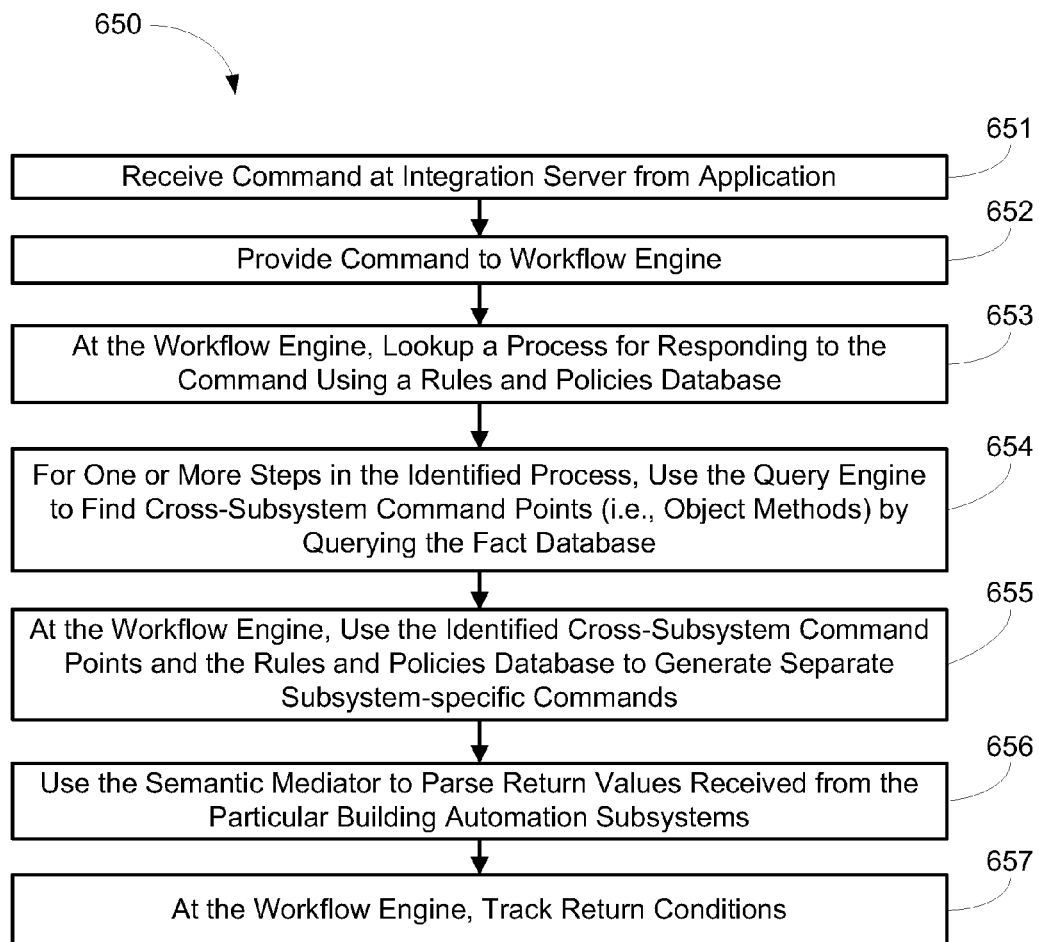 650
651
Receive Command at Integration Server from Application
652
Provide Command to Workflow Engine
653
At the Workflow Engine, Lookup a Process for Responding to the
Command Using a Rules and Policies Database
654
For One or More Steps in the Identified Process, Use the Query Engine
to Find Cross-Subsystem Command Points (i.e., Object Methods) by
Querying the Fact Database
655
At the Workflow Engine, Use the Identified Cross-Subsystem Command
Points and the Rules and Policies Database to Generate Separate
Subsystem-specific Commands
656
Use the Semantic Mediator to Parse Return Values Received from the
Particular Building Automation Subsystems
657
At the Workflow Engine, Track Return Conditions